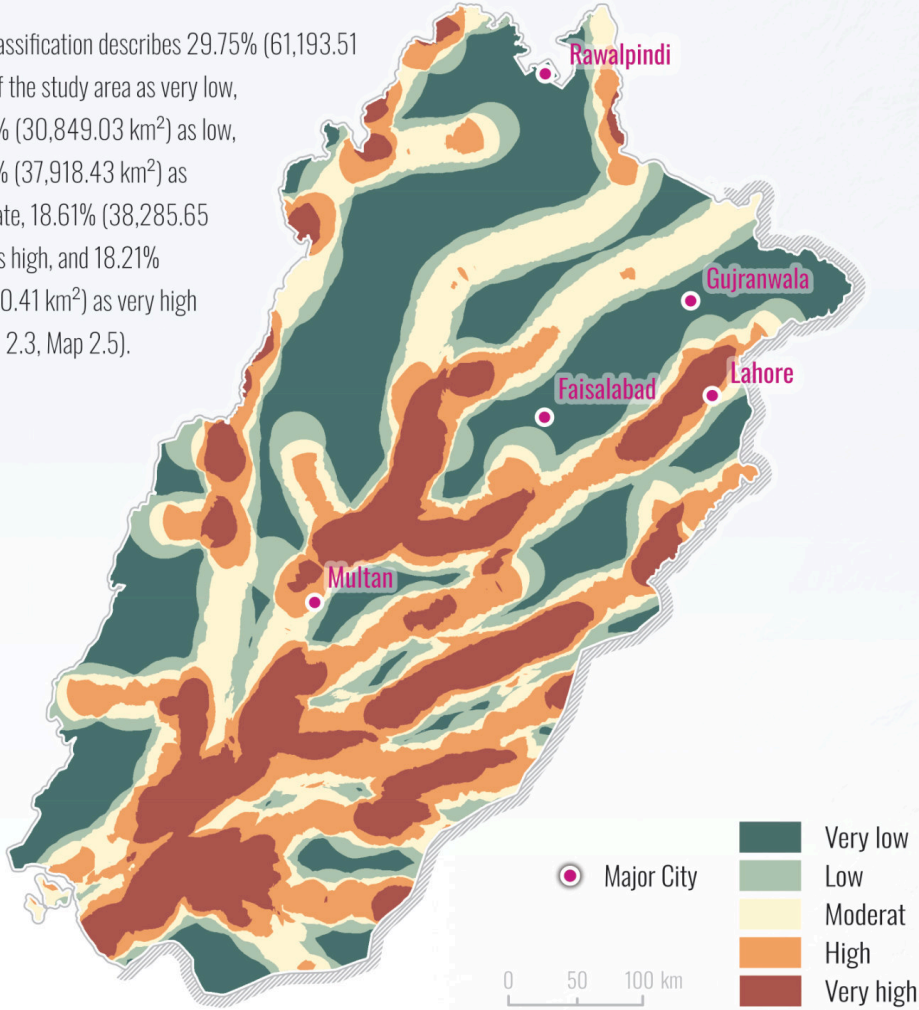 assification describes 29.75% (61,193.51
f the study area as very low,
% (30,849.03 km²) as low,
% (37,918.43 km²) as
ate, 18.61% (38,285.65
s high, and 18.21%
0.41 km²) as very high
2.3, Map 2.5).
Rawalpindi
Gujranwala
Faisalabad
Lahore
Multan
Major City
0 50 100 km
Very low
Low
Moderat
High
Very high